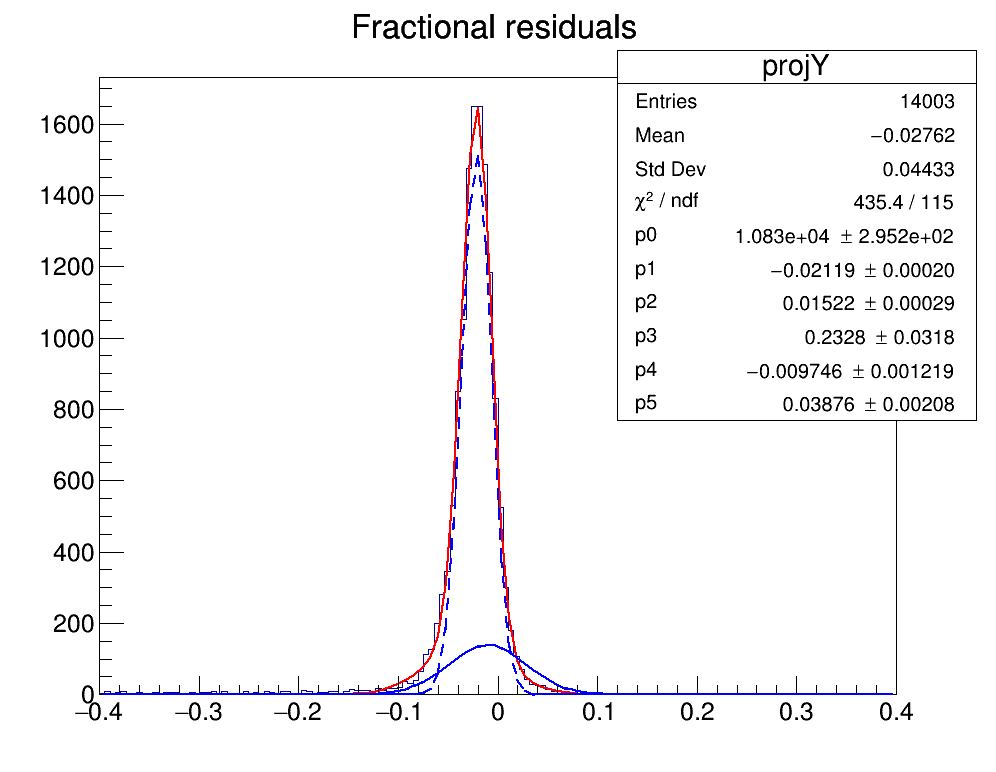 Fractional residuals
projY
Entries 14003
Mean −0.02762
Std Dev 0.04433
χ² / ndf 435.4 / 115
p0 1.083e+04 ± 2.952e+02
p1 −0.02119 ± 0.00020
p2 0.01522 ± 0.00029
p3 0.2328 ± 0.0318
p4 −0.009746 ± 0.001219
p5 0.03876 ± 0.00208
1600
1400
1200
1000
800
600
400
200
0
−0.4 −0.3 −0.2 −0.1 0 0.1 0.2 0.3 0.4